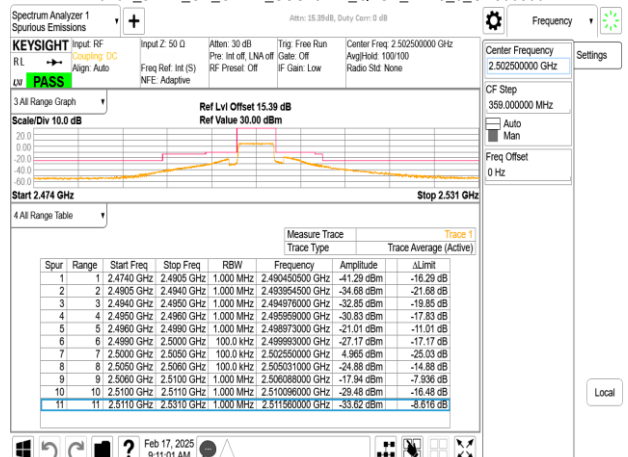 Spectrum Analyzer 1
Spurious Emissions
Attn: 15.39dB, Duty Corr: 0 dB
Frequency
KEYSIGHT
Input: RF
Input Z: 50 Ω
Atten: 30 dB
Trig: Free Run
Center Freq: 2.502500000 GHz
RL
Coupling: DC
Pre: Int off, LNA off
Gate: Off
Avg|Hold: 100/100
Align: Auto
Freq Ref: Int (S)
RF Presel: Off
IF Gain: Low
Radio Std: None
LXI
PASS
NFE: Adaptive
Center Frequency
2.502500000 GHz
Settings
CF Step
359.000000 MHz
Auto
Man
Freq Offset
0 Hz
Local
3 All Range Graph
Ref Lvl Offset 15.39 dB
Scale/Div 10.0 dB
Ref Value 30.00 dBm
20.0
0.00
-20.0
-40.0
-60.0
Start 2.474 GHz
Stop 2.531 GHz
4 All Range Table
Measure Trace Trace 1
Trace Type Trace Average (Active)
Spur Range Start Freq Stop Freq RBW Frequency Amplitude ΔLimit
1 1 2.4740 GHz 2.4905 GHz 1.000 MHz 2.490450500 GHz -41.29 dBm -16.29 dB
2 2 2.4905 GHz 2.4940 GHz 1.000 MHz 2.493954500 GHz -34.68 dBm -21.68 dB
3 3 2.4940 GHz 2.4950 GHz 1.000 MHz 2.494976000 GHz -32.85 dBm -19.85 dB
4 4 2.4950 GHz 2.4960 GHz 1.000 MHz 2.495959000 GHz -30.83 dBm -17.83 dB
5 5 2.4960 GHz 2.4990 GHz 1.000 MHz 2.498973000 GHz -21.01 dBm -11.01 dB
6 6 2.4990 GHz 2.5000 GHz 100.0 kHz 2.499993000 GHz -27.17 dBm -17.17 dB
7 7 2.5000 GHz 2.5050 GHz 100.0 kHz 2.502550000 GHz 4.965 dBm -25.03 dB
8 8 2.5050 GHz 2.5060 GHz 100.0 kHz 2.505031000 GHz -24.88 dBm -14.88 dB
9 9 2.5060 GHz 2.5100 GHz 1.000 MHz 2.506088000 GHz -17.94 dBm -7.936 dB
10 10 2.5100 GHz 2.5110 GHz 1.000 MHz 2.510096000 GHz -29.48 dBm -16.48 dB
11 11 2.5110 GHz 2.5310 GHz 1.000 MHz 2.511560000 GHz -33.62 dBm -8.616 dB
Feb 17, 2025
9:11:01 AM